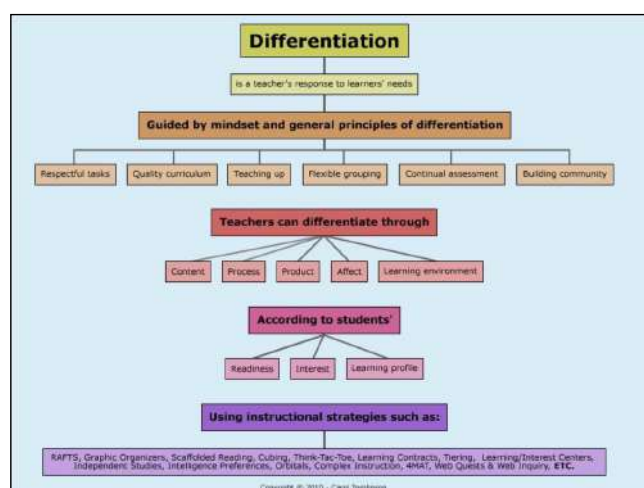 Differentiation
is a teacher's response to learners' needs
Guided by mindset and general principles of differentiation
Respectful tasks Quality curriculum Teaching up Flexible grouping Continual assessment Building community
Teachers can differentiate through
Content Process Product Affect Learning environment
According to students'
Readiness Interest Learning profile
Using instructional strategies such as:
RAFTS, Graphic Organizers, Scaffolded Reading, Cubing, Think-Tac-Toe, Learning Contracts, Tiering, Learning/Interest Centers,
Independent Studies, Intelligence Preferences, Orbitals, Complex Instruction, 4MAT, Web Quests & Web Inquiry, ETC.
Copyright © 2010